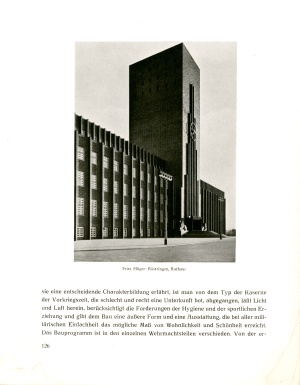 Fritz Höger: Rüstringen, Rathaus
sie eine entscheidende Charakterbildung erfährt, ist man von dem Typ der Kaserne
der Vorkriegszeit, die schlecht und recht eine Unterkunft bot, abgegangen, läßt Licht
und Luft herein, berücksichtigt die Forderungen der Hygiene und der sportlichen Er-
ziehung und gibt dem Bau eine äußere Form und eine Ausstattung, die bei aller mili-
tärischen Einfachheit das mögliche Maß von Wohnlichkeit und Schönheit erreicht.
Das Bauprogramm ist in den einzelnen Wehrmachtsteilen verschieden. Von der er-
126